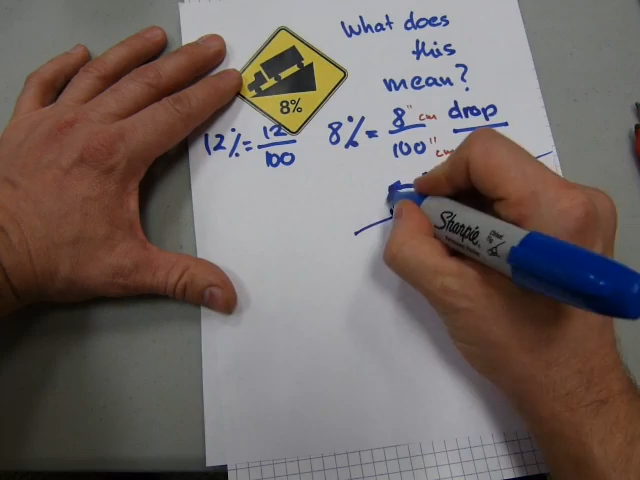 What does
this
mean?
8%
12% = 12/100
8% = 8" cm / 100" cm drop
Sharpie